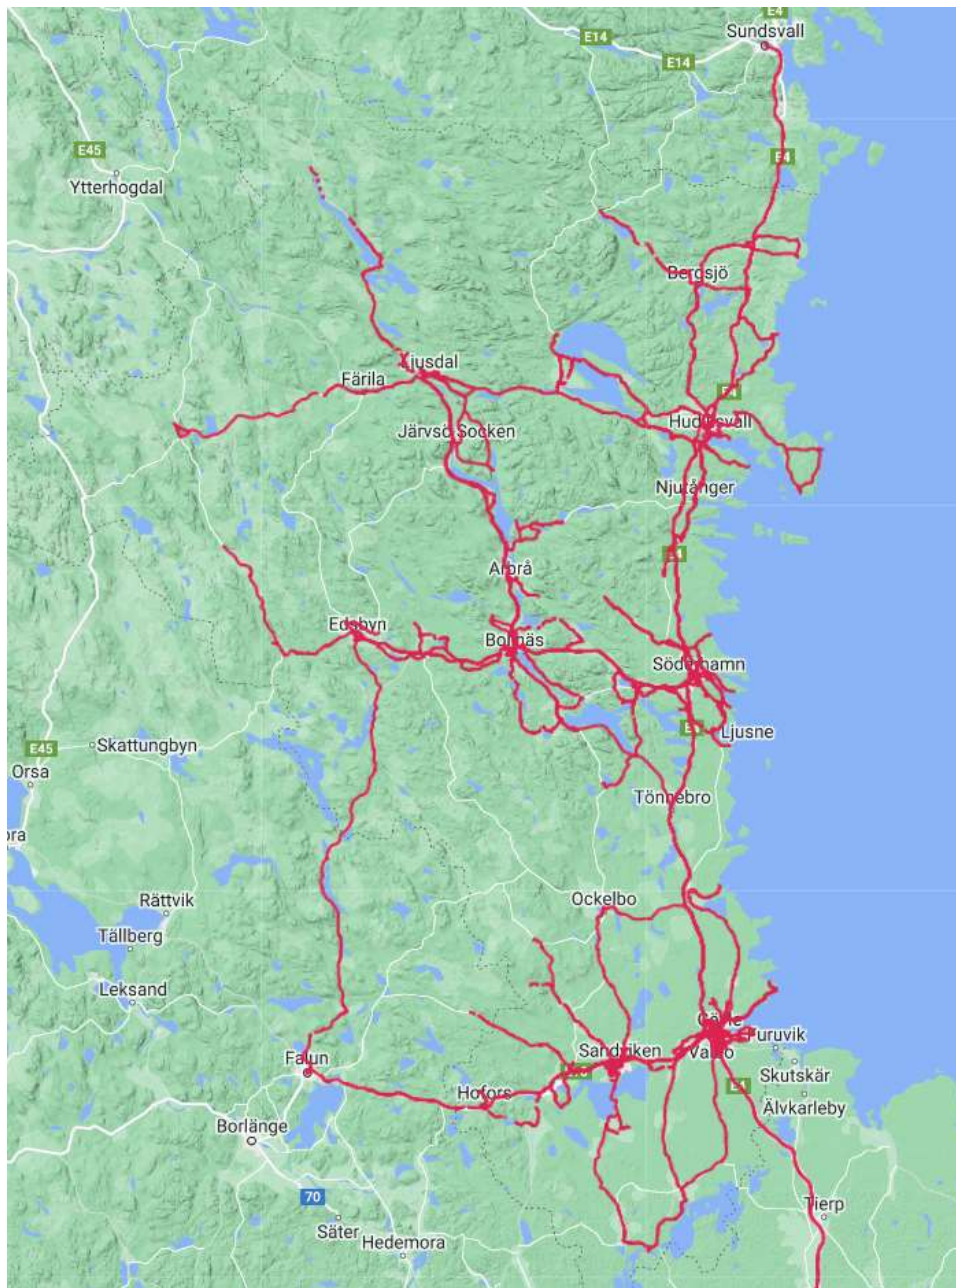 E4
Sundsvall
E14
E14
E45
Ytterhogdal
E4
Bergsjö
Ljusdal
Färila
E4
Hudiksvall
Järvsö Socken
Njutånger
E4
Arbrå
Edsbyn
Bollnäs
Söderhamn
E4
Ljusne
Skattungbyn
E45
Orsa
Tönnebro
ora
Rättvik
Ockelbo
Tällberg
Leksand
Gävle
Furuvik
Sandviken
Valbo
Falun
Skutskär
Hofors
E4
Älvkarleby
Borlänge
70
Tierp
Säter
Hedemora